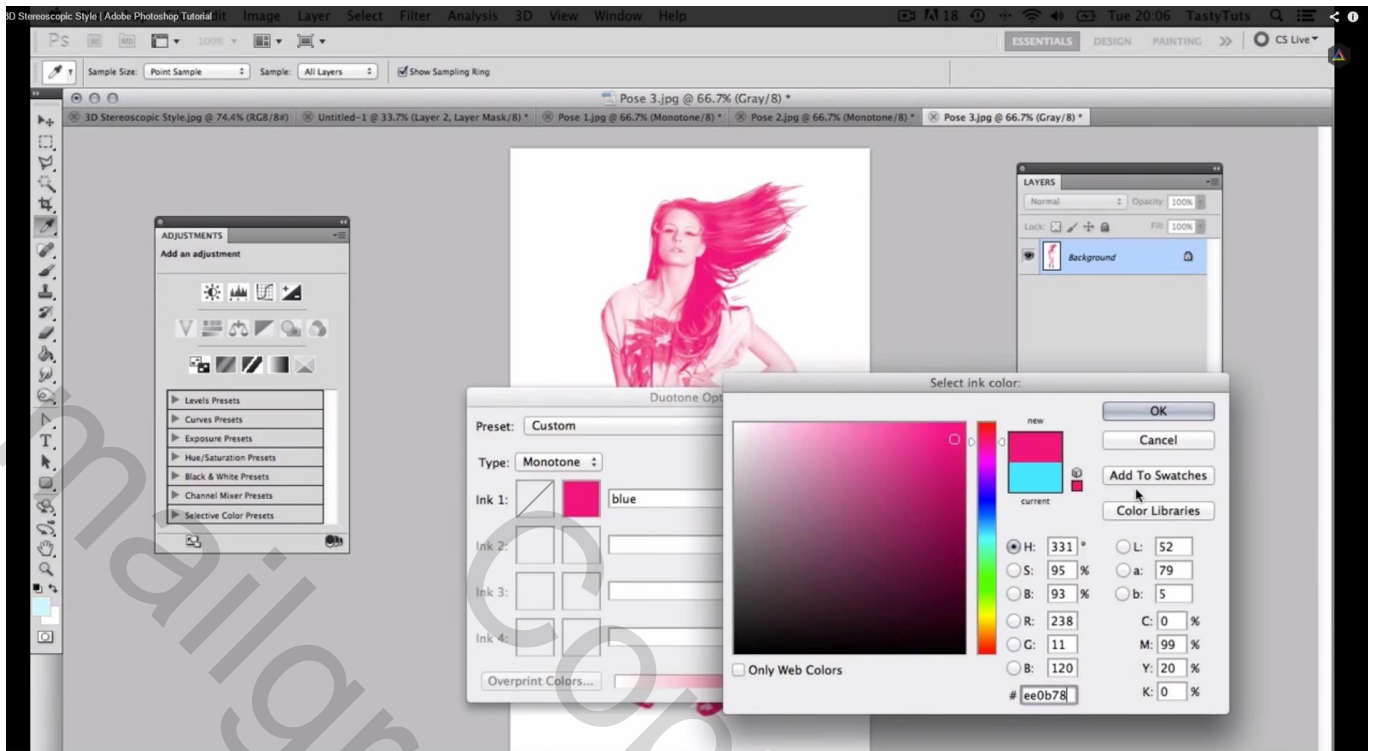 3D Stereoscopic Style | Adobe Photoshop Tutorial
Edit Image Layer Select Filter Analysis 3D View Window Help
18 Tue 20:06 TastyTuts
Ps Mb 100%
ESSENTIALS DESIGN PAINTING CS Live
Sample Size: Point Sample Sample: All Layers Show Sampling Ring
Pose 3.jpg @ 66.7% (Gray/8) *
3D Stereoscopic Style.jpg @ 74.4% (RGB/8#) Untitled-1 @ 33.7% (Layer 2, Layer Mask/8) * Pose 1.jpg @ 66.7% (Monotone/8) * Pose 2.jpg @ 66.7% (Monotone/8) * Pose 3.jpg @ 66.7% (Gray/8) *
LAYERS
Normal Opacity: 100%
Lock: Fill: 100%
Background
ADJUSTMENTS
Add an adjustment
Levels Presets
Curves Presets
Exposure Presets
Hue/Saturation Presets
Black & White Presets
Channel Mixer Presets
Selective Color Presets
Duotone Opt
Preset: Custom
Type: Monotone
Ink 1: blue
Ink 2:
Ink 3:
Ink 4:
Overprint Colors...
Select ink color:
new
current
OK
Cancel
Add To Swatches
Color Libraries
H: 331 ° L: 52
S: 95 % a: 79
B: 93 % b: 5
R: 238 C: 0 %
G: 11 M: 99 %
B: 120 Y: 20 %
# ee0b78 K: 0 %
Only Web Colors